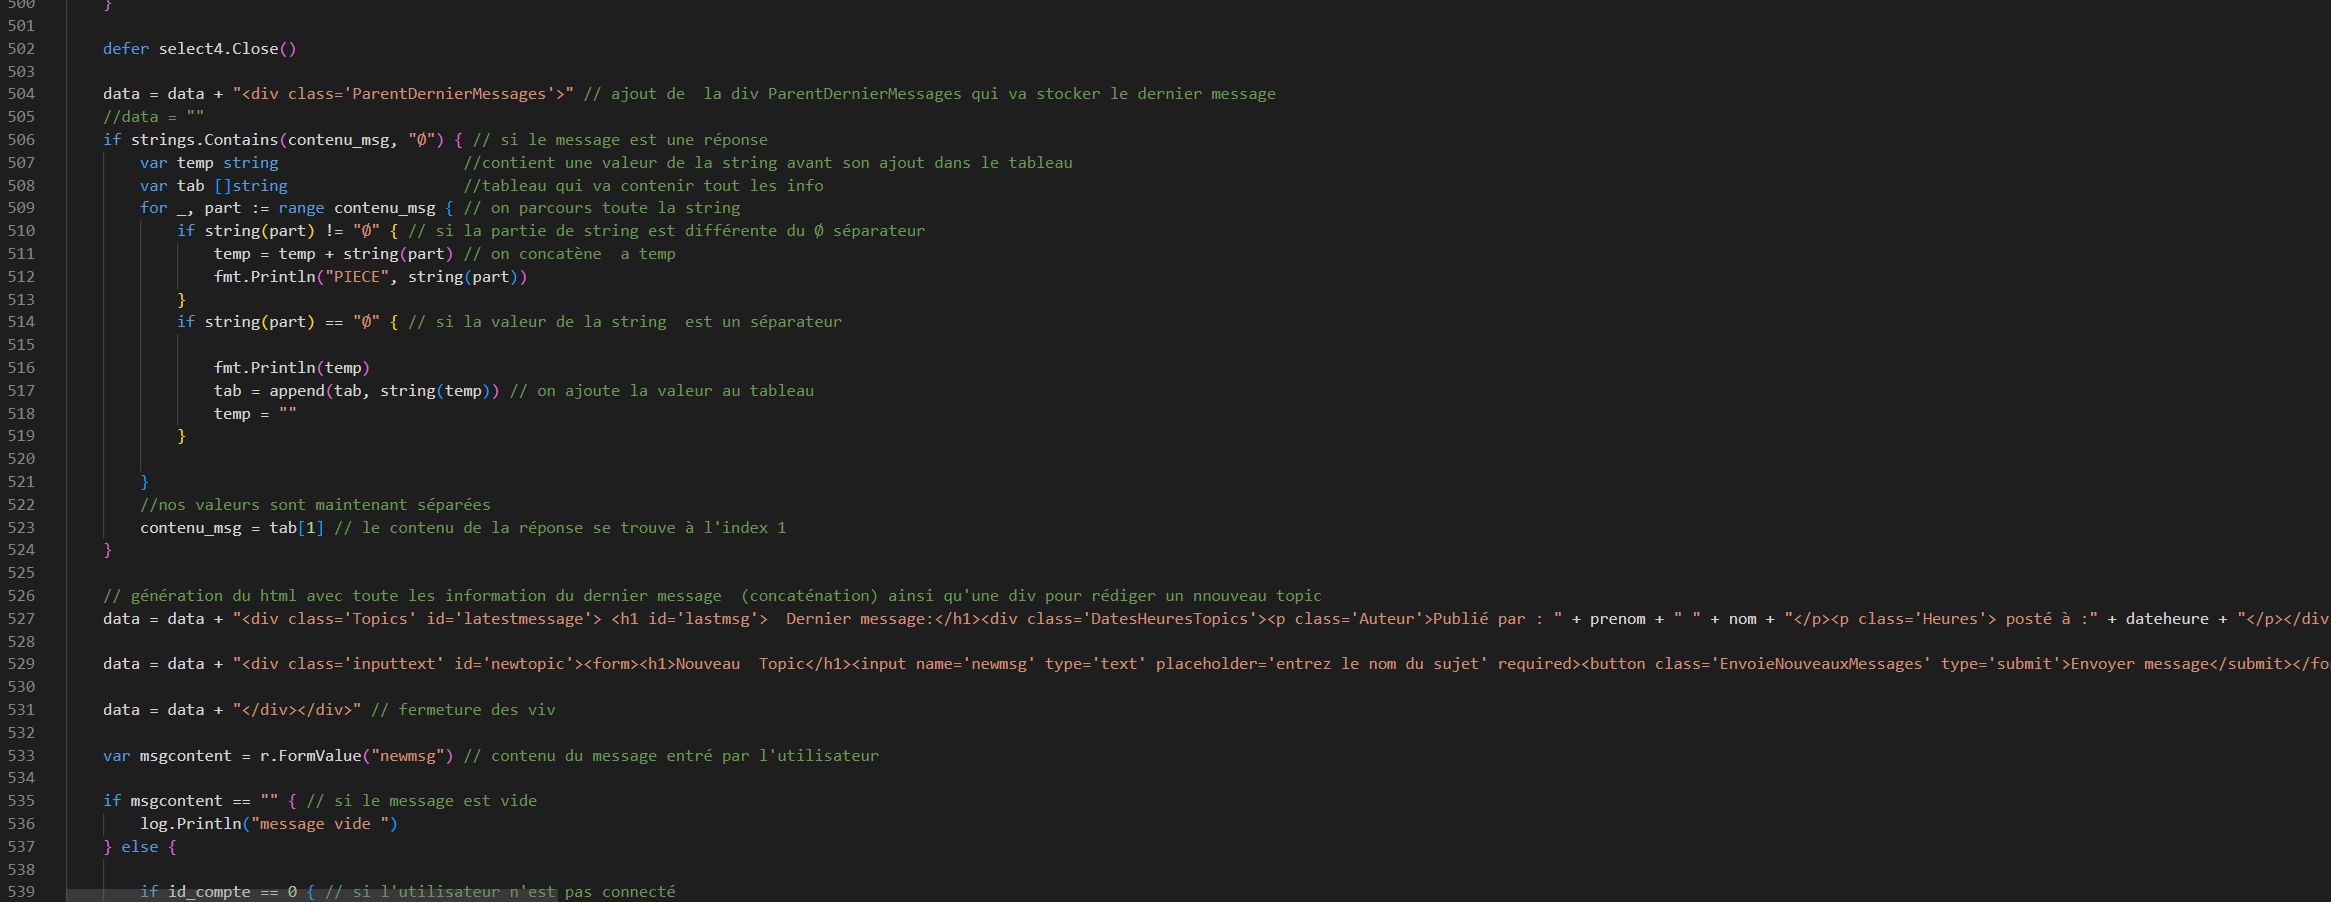 500 }
501
502 defer select4.Close()
503
504 data = data + "<div class='ParentDernierMessages'>" // ajout de  la div ParentDernierMessages qui va stocker le dernier message
505 //data = ""
506 if strings.Contains(contenu_msg, "Ø") { // si le message est une réponse
507 var temp string //contient une valeur de la string avant son ajout dans le tableau
508 var tab []string //tableau qui va contenir tout les info
509 for _, part := range contenu_msg { // on parcours toute la string
510 if string(part) != "Ø" { // si la partie de string est différente du Ø séparateur
511 temp = temp + string(part) // on concatène  a temp
512 fmt.Println("PIECE", string(part))
513 }
514 if string(part) == "Ø" { // si la valeur de la string  est un séparateur
515
516 fmt.Println(temp)
517 tab = append(tab, string(temp)) // on ajoute la valeur au tableau
518 temp = ""
519 }
520
521 }
522 //nos valeurs sont maintenant séparées
523 contenu_msg = tab[1] // le contenu de la réponse se trouve à l'index 1
524 }
525
526 // génération du html avec toute les information du dernier message  (concaténation) ainsi qu'une div pour rédiger un nnouveau topic
527 data = data + "<div class='Topics' id='latestmessage'> <h1 id='lastmsg'>  Dernier message:</h1><div class='DatesHeuresTopics'><p class='Auteur'>Publié par : " + prenom + " " + nom + "</p><p class='Heures'> posté à :" + dateheure + "</p></div
528
529 data = data + "<div class='inputtext' id='newtopic'><form><h1>Nouveau  Topic</h1><input name='newmsg' type='text' placeholder='entrez le nom du sujet' required><button class='EnvoieNouveauxMessages' type='submit'>Envoyer message</submit></fo
530
531 data = data + "</div></div>" // fermeture des viv
532
533 var msgcontent = r.FormValue("newmsg") // contenu du message entré par l'utilisateur
534
535 if msgcontent == "" { // si le message est vide
536 log.Println("message vide ")
537 } else {
538
539 if id_compte == 0 { // si l'utilisateur n'est pas connecté